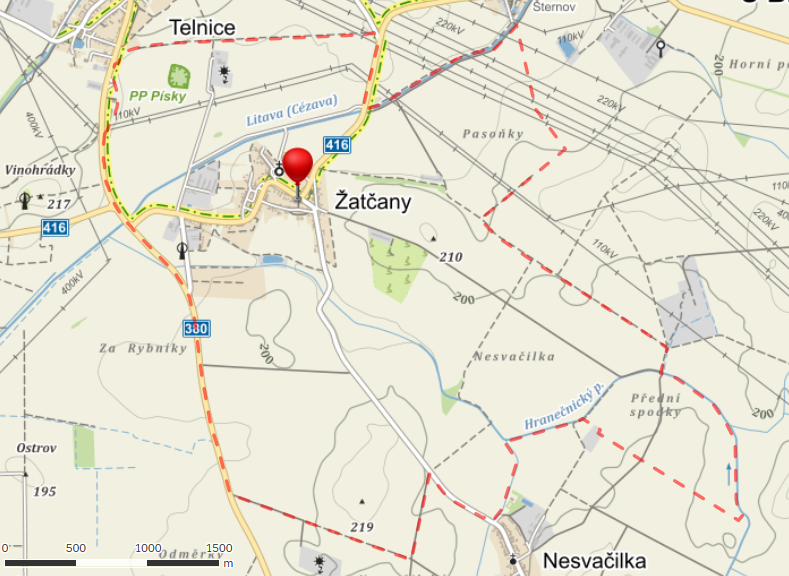 Telnice
Šternov
220kV
110kV
200
Horní p
PP Písky
220kV
110kV
400kV
Litava (Cézava)
Pasoňky
416
Vinohrádky
110k
217
Žatčany
220kV
416
210
110kV
400kV
200
380
Za Rybníky
200
Nesvačilka
Hranečnický p.
Přední
spodky
200
Ostrov
195
219
0 500 1000 1500
m
Odměrky
Nesvačilka